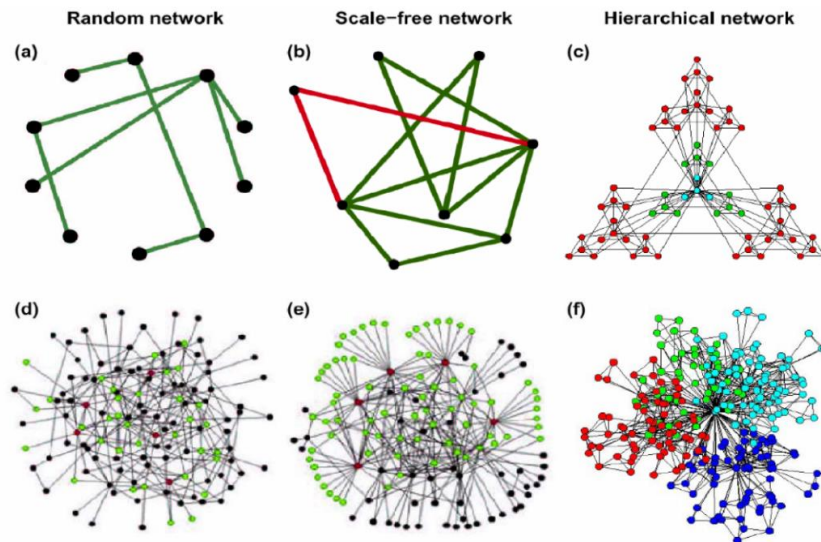 Random network
Scale-free network
Hierarchical network
(a)
(b)
(c)
(d)
(e)
(f)